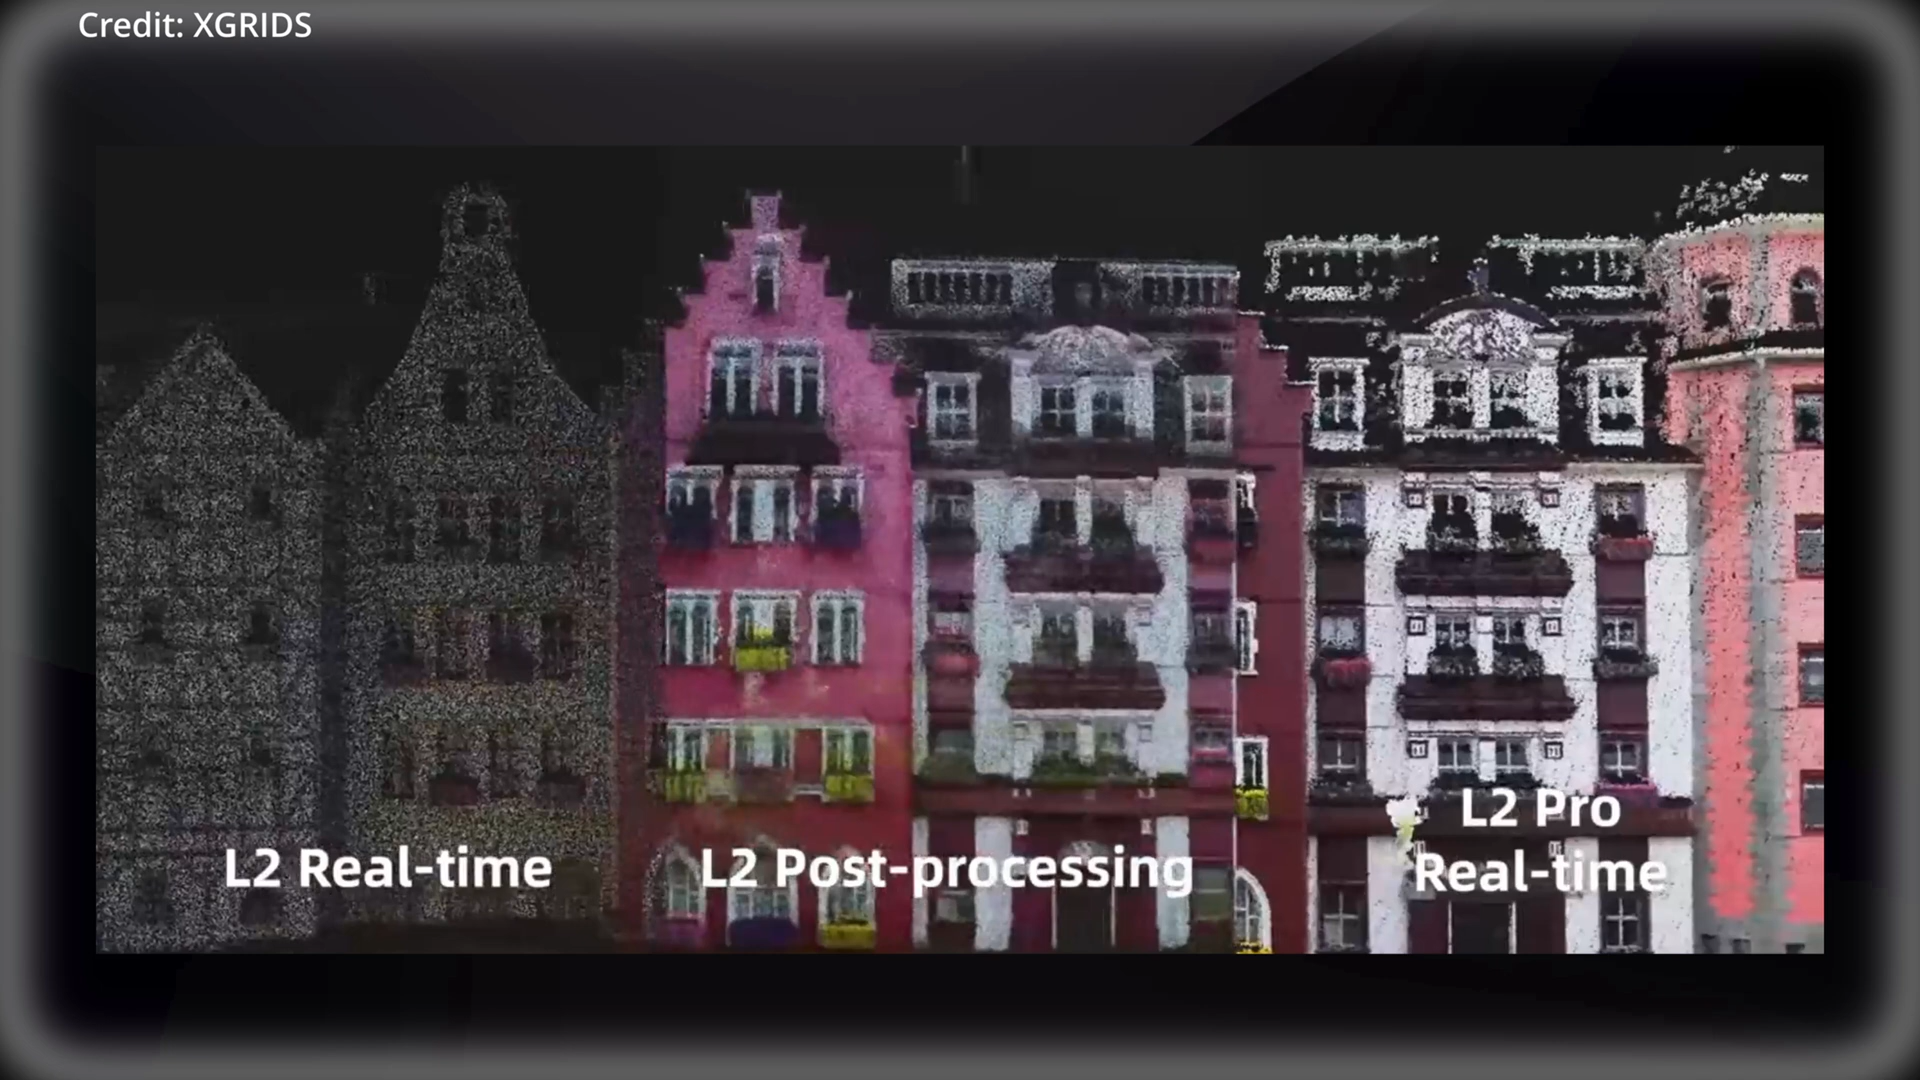 Credit: XGRIDS
L2 Real-time
L2 Post-processing
L2 Pro
Real-time